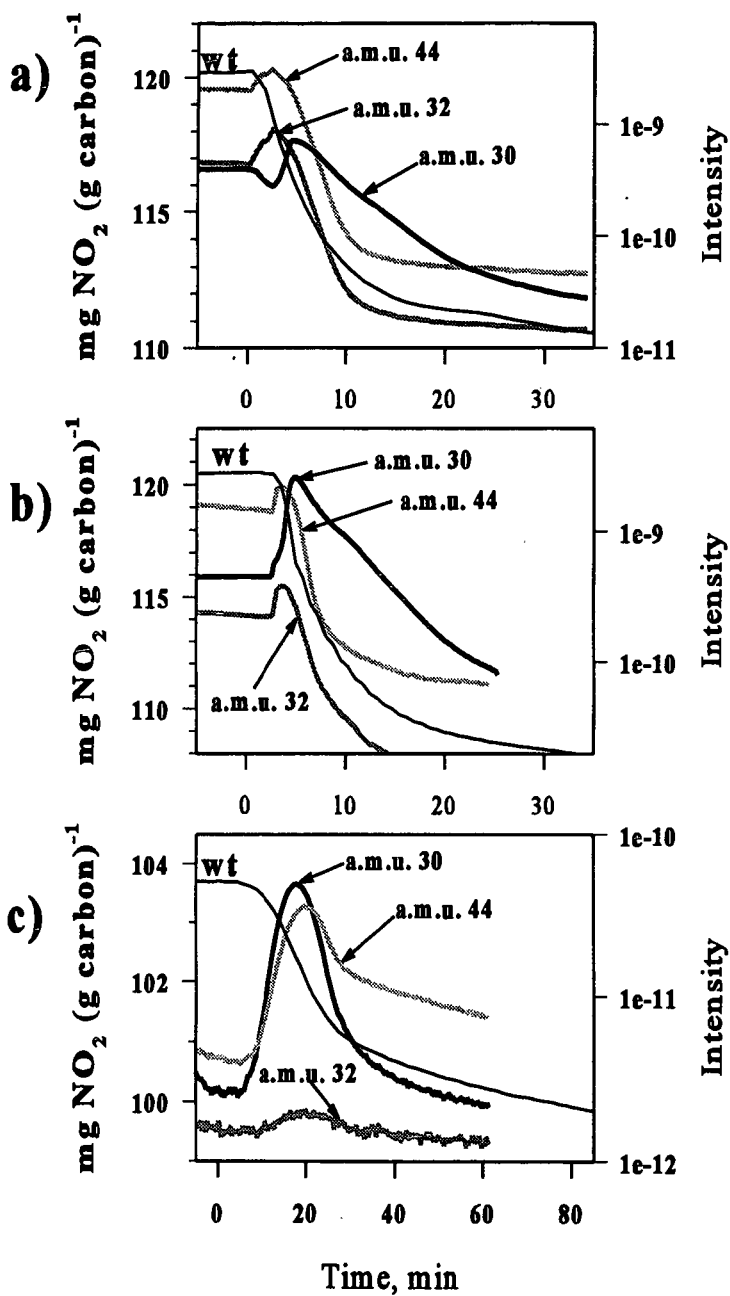 a)
mg NO2 (g carbon)-1
120
115
110
wt
a.m.u. 44
a.m.u. 32
a.m.u. 30
1e-9
1e-10
1e-11
Intensity
0 10 20 30
b)
mg NO2 (g carbon)-1
120
115
110
wt
a.m.u. 30
a.m.u. 44
a.m.u. 32
1e-9
1e-10
Intensity
0 10 20 30
c)
mg NO2 (g carbon)-1
104
102
100
wt
a.m.u. 30
a.m.u. 44
a.m.u. 32
1e-10
1e-11
1e-12
Intensity
0 20 40 60 80
Time, min